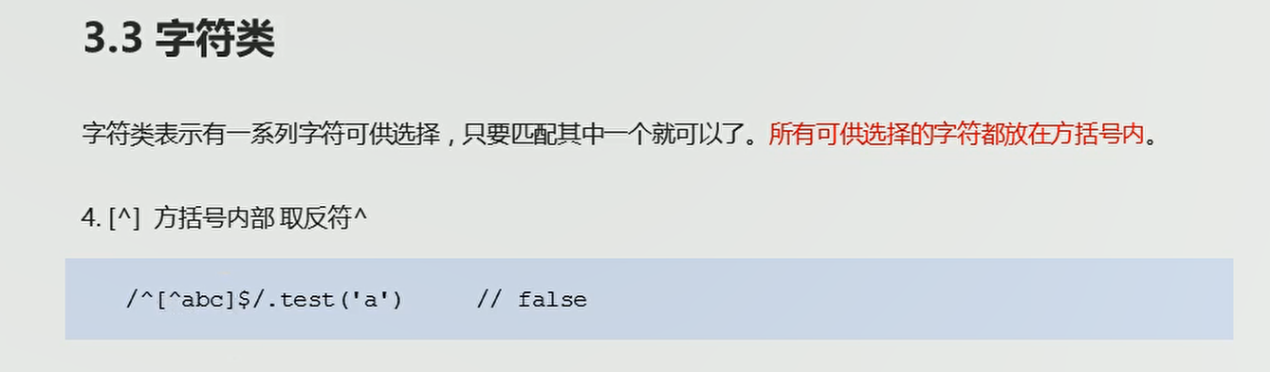 3.3 字符类
字符类表示有一系列字符可供选择，只要匹配其中一个就可以了。所有可供选择的字符都放在方括号内。
4. [^] 方括号内部 取反符^
/^[^abc]$/.test('a') // false